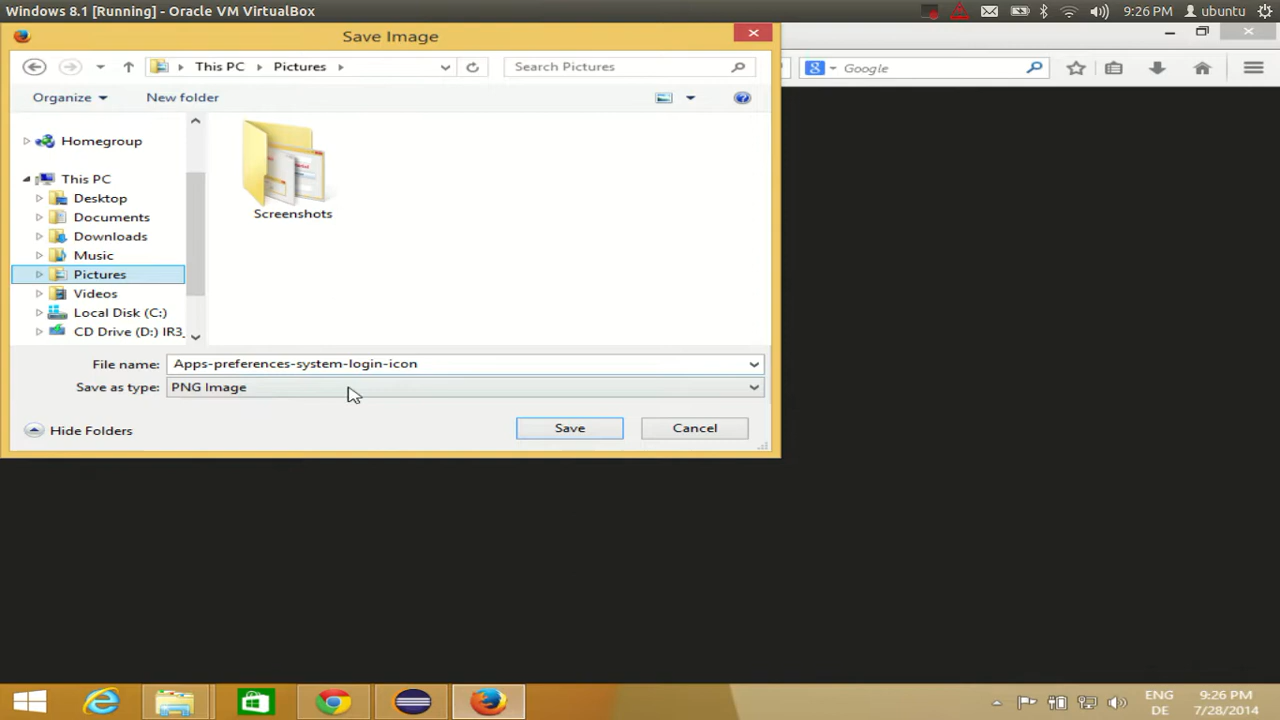 Windows 8.1 [Running] - Oracle VM VirtualBox
9:26 PM
ubuntu
Save Image
This PC
Pictures
Search Pictures
Google
Organize
New folder
Homegroup
This PC
Desktop
Documents
Downloads
Music
Pictures
Videos
Local Disk (C:)
CD Drive (D:) IR3_
Screenshots
File name: Apps-preferences-system-login-icon
Save as type: PNG Image
Hide Folders
Save
Cancel
ENG
DE
9:26 PM
7/28/2014